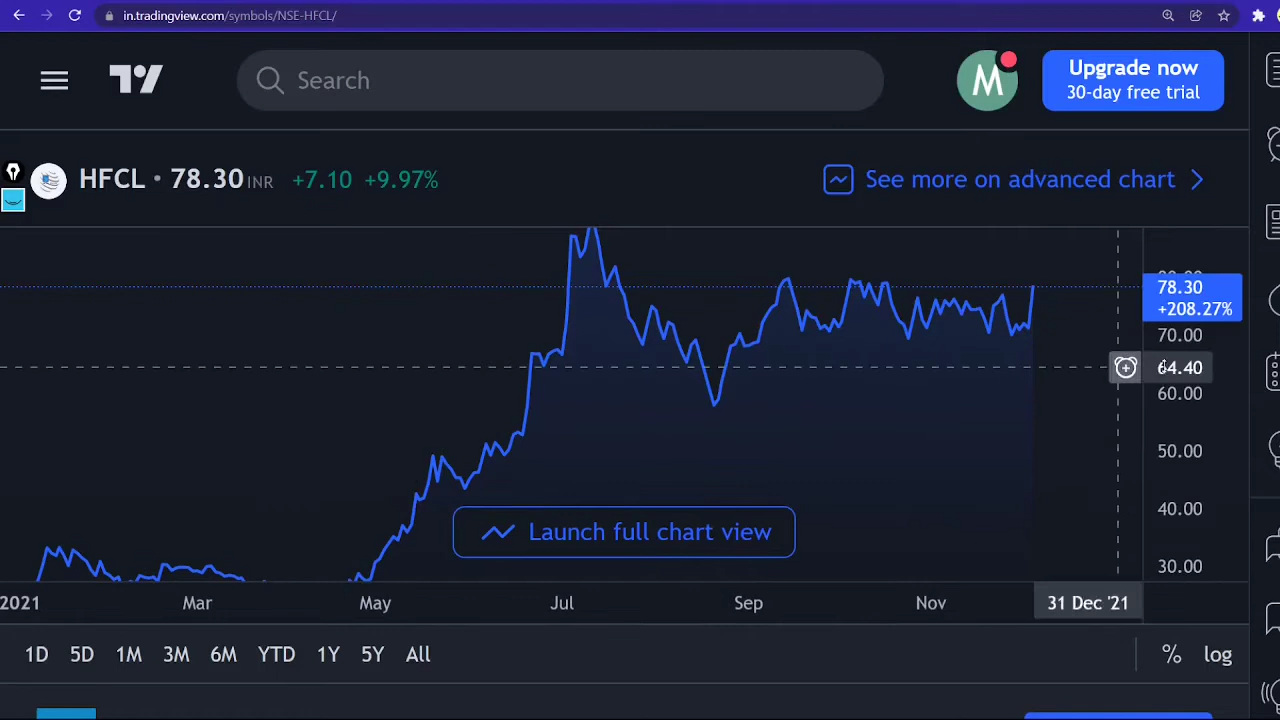 in.tradingview.com/symbols/NSE-HFCL/
Search
M
Upgrade now
30-day free trial
HFCL • 78.30 INR +7.10 +9.97%
See more on advanced chart
78.30
+208.27%
70.00
64.40
60.00
50.00
40.00
30.00
Launch full chart view
2021 Mar May Jul Sep Nov 31 Dec '21
1D 5D 1M 3M 6M YTD 1Y 5Y All % log